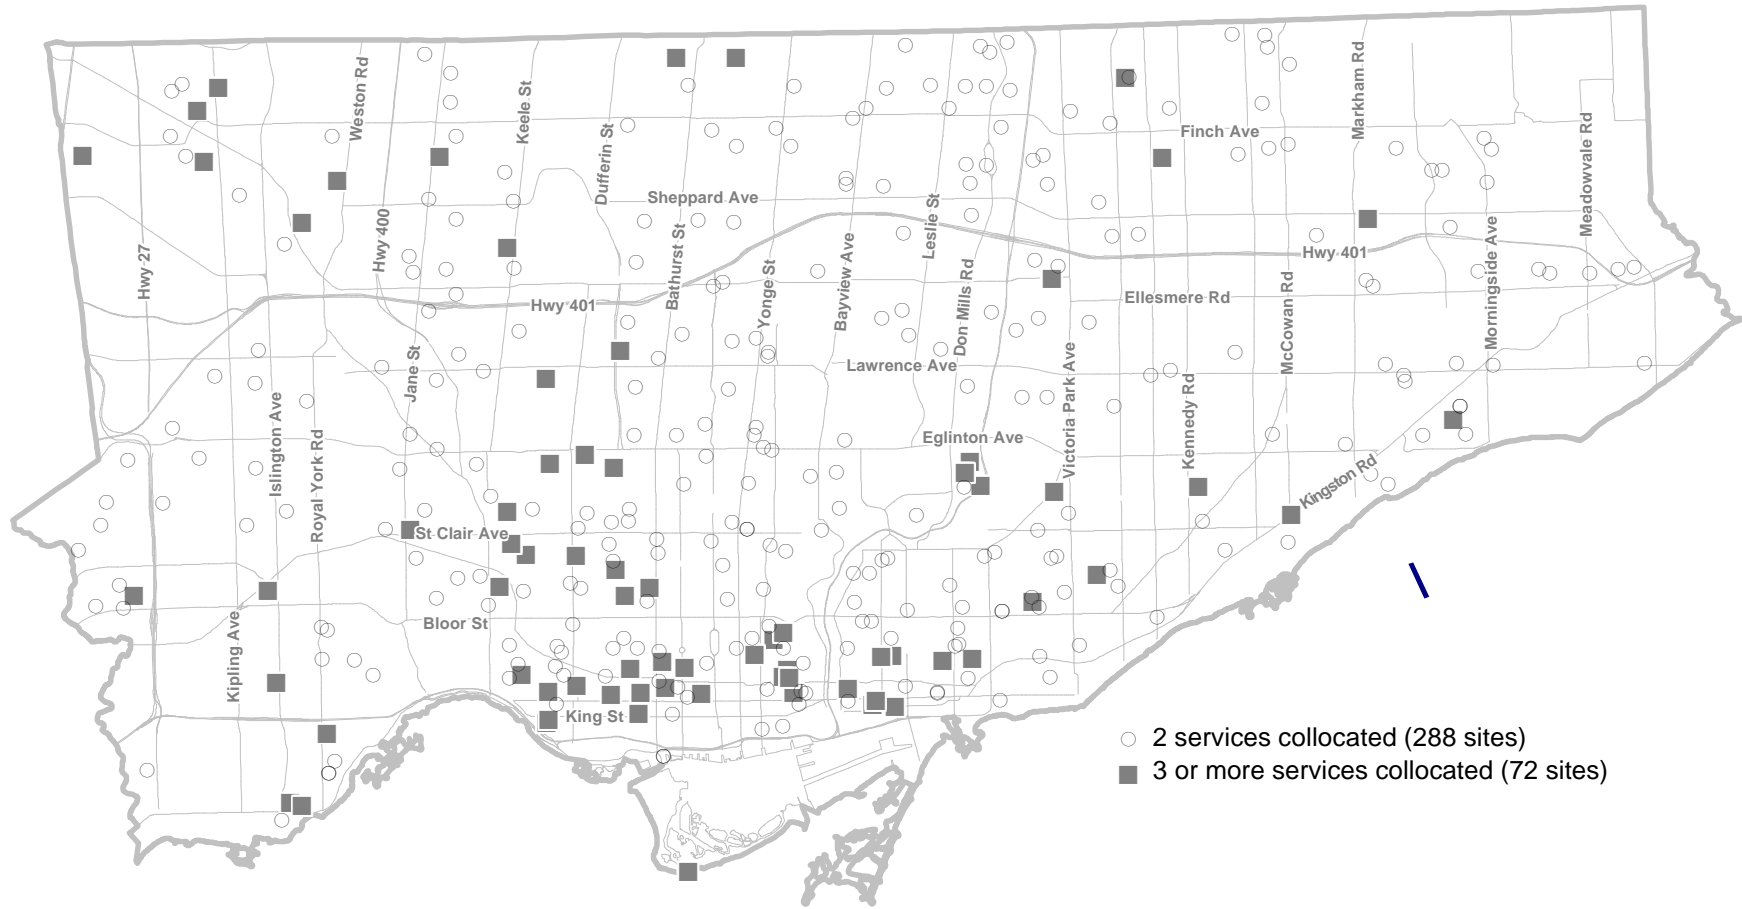 Weston Rd
Keele St
Markham Rd
Meadowvale Rd
Dufferin St
Finch Ave
Sheppard Ave
Leslie St
Hwy 400
Bathurst St
Morningside Ave
Hwy 27
Bayview Ave
Hwy 401
Yonge St
Don Mills Rd
McCowan Rd
Ellesmere Rd
Hwy 401
Jane St
Lawrence Ave
Victoria Park Ave
Kennedy Rd
Islington Ave
Royal York Rd
Eglinton Ave
Kingston Rd
St Clair Ave
Kipling Ave
Bloor St
King St
2 services collocated (288 sites)
3 or more services collocated (72 sites)